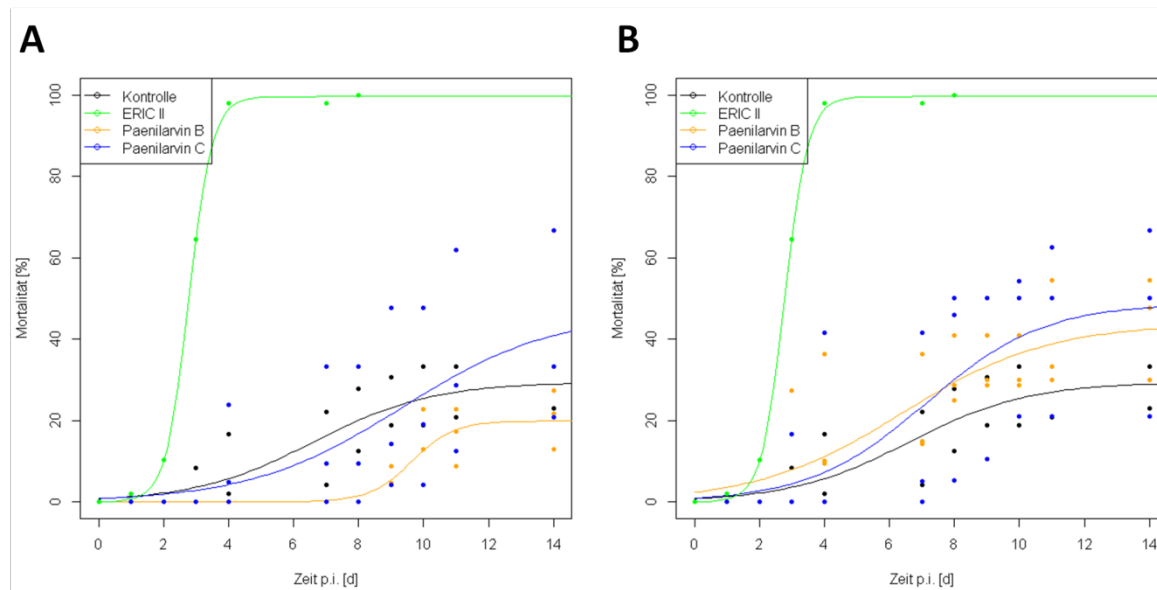 A
Kontrolle
ERIC II
Paenilarvin B
Paenilarvin C
Mortalität [%]
100
80
60
40
20
0
0 2 4 6 8 10 12 14
Zeit p.i. [d]
B
Kontrolle
ERIC II
Paenilarvin B
Paenilarvin C
Mortalität [%]
100
80
60
40
20
0
0 2 4 6 8 10 12 14
Zeit p.i. [d]